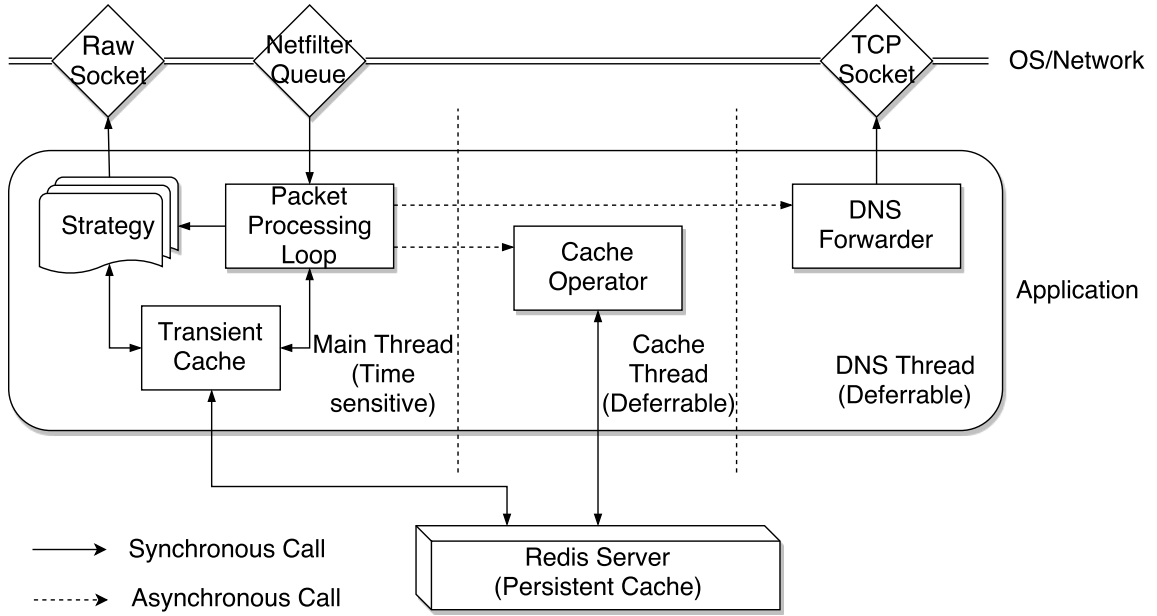 Raw
Socket
Netfilter
Queue
TCP
Socket
OS/Network
Strategy
Packet
Processing
Loop
DNS
Forwarder
Cache
Operator
Application
Transient
Cache
Main Thread
(Time
sensitive)
Cache
Thread
(Deferrable)
DNS Thread
(Deferrable)
Synchronous Call
Asynchronous Call
Redis Server
(Persistent Cache)